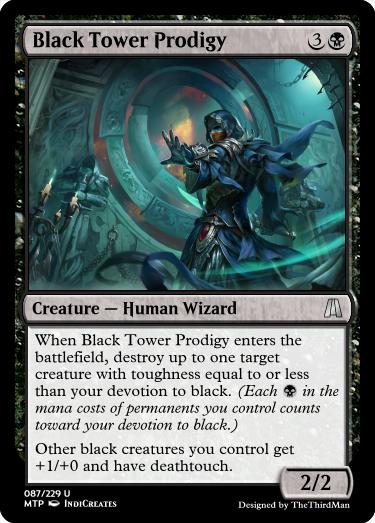 Black Tower Prodigy 3
Creature — Human Wizard
When Black Tower Prodigy enters the
battlefield, destroy up to one target
creature with toughness equal to or less
than your devotion to black. (Each in the
mana costs of permanents you control counts
toward your devotion to black.)
Other black creatures you control get
+1/+0 and have deathtouch.
2/2
087/229 U
MTP IndiCreates
Designed by TheThirdMan